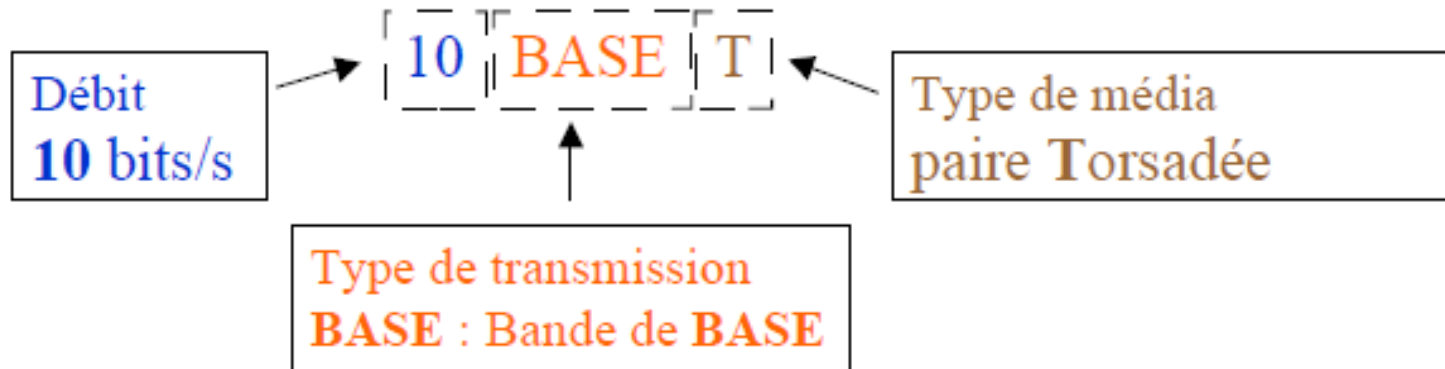 10 BASE T
Débit
10 bits/s
Type de média
paire Torsadée
Type de transmission
BASE : Bande de BASE